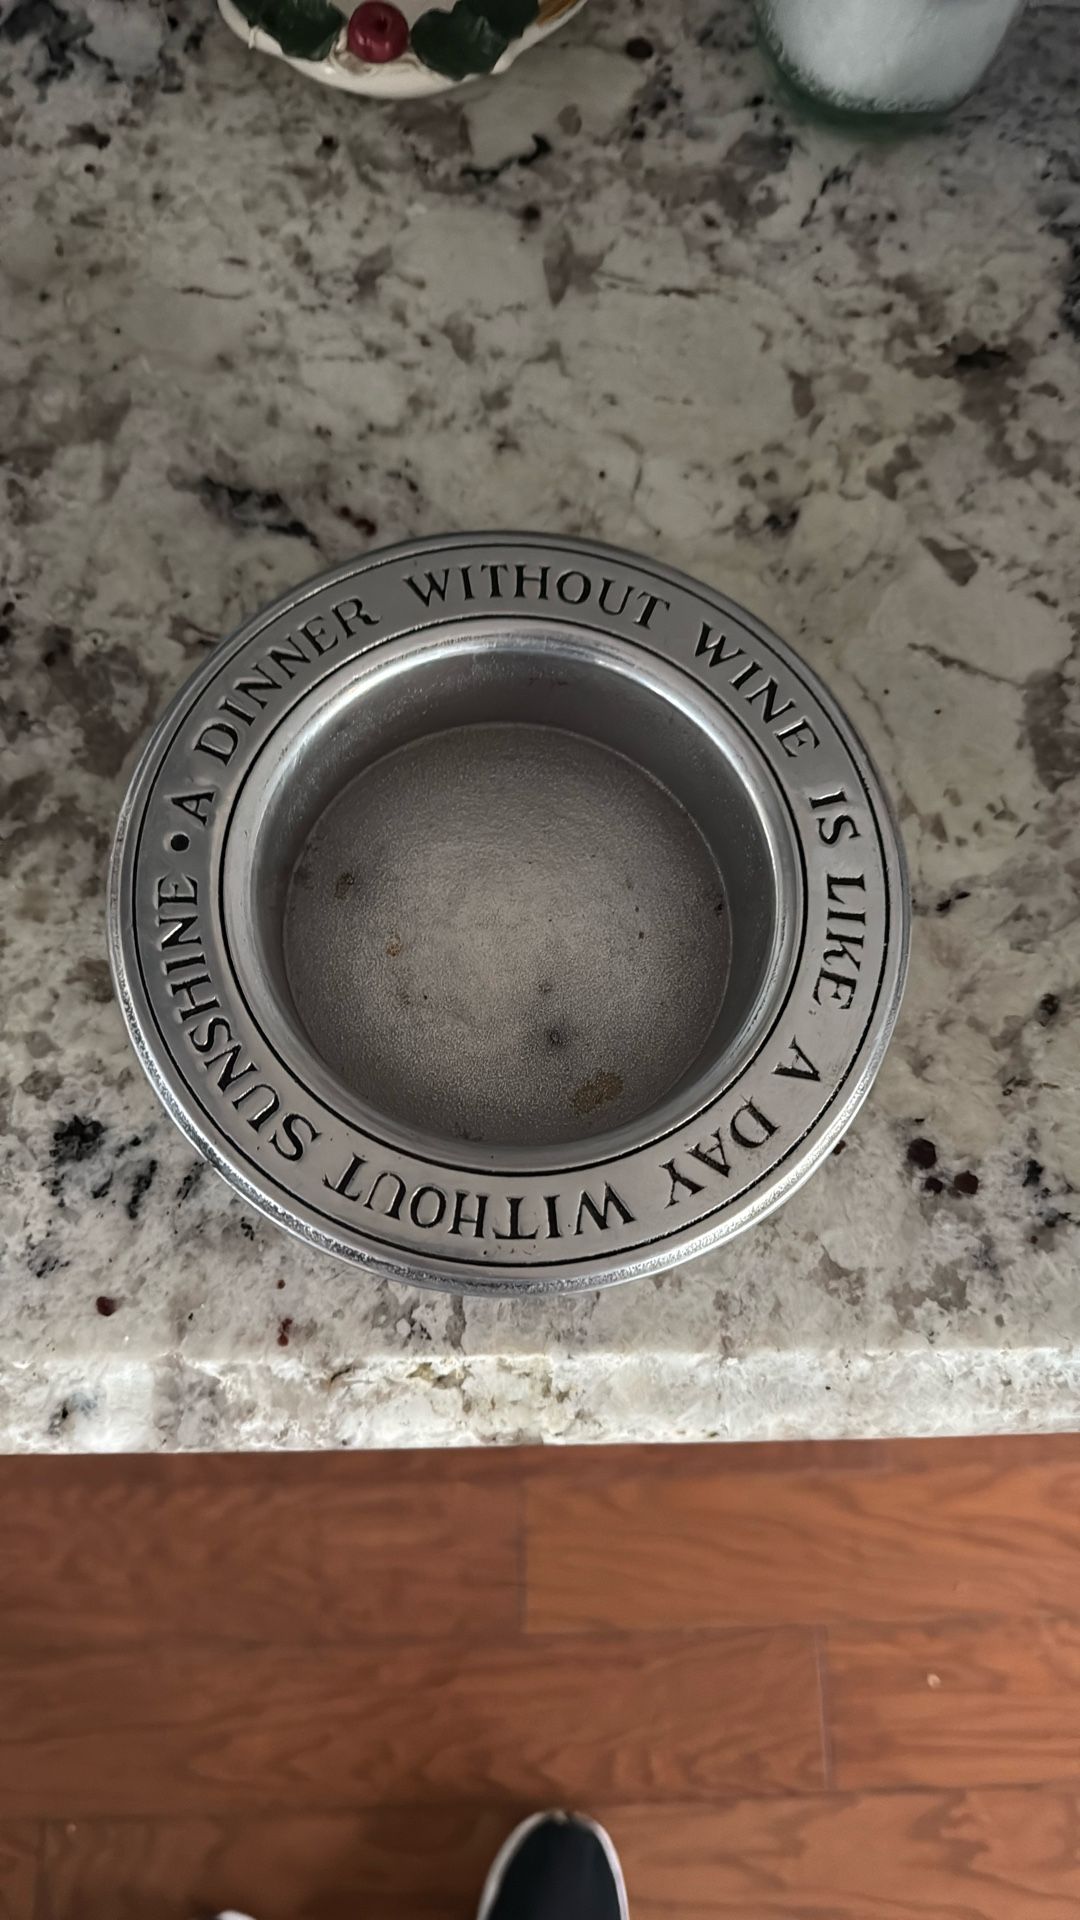 • A DINNER WITHOUT WINE IS LIKE A DAY WITHOUT SUNSHINE